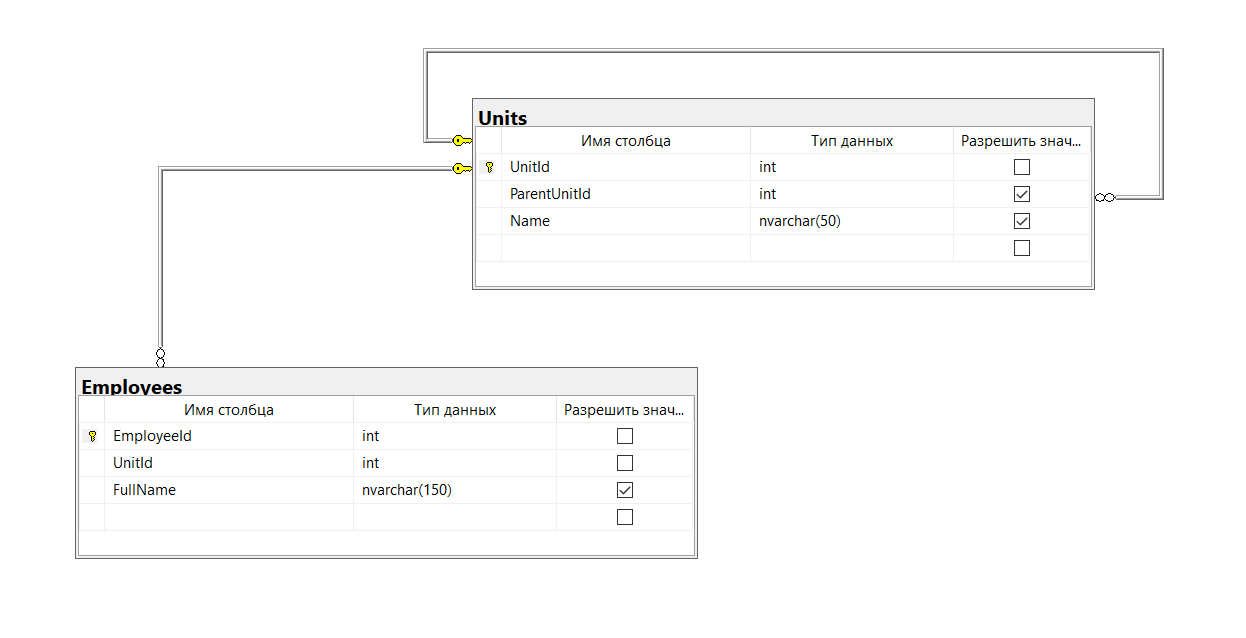 Units
Имя столбца Тип данных Разрешить знач...
UnitId int
ParentUnitId int
Name nvarchar(50)
Employees
Имя столбца Тип данных Разрешить знач...
EmployeeId int
UnitId int
FullName nvarchar(150)